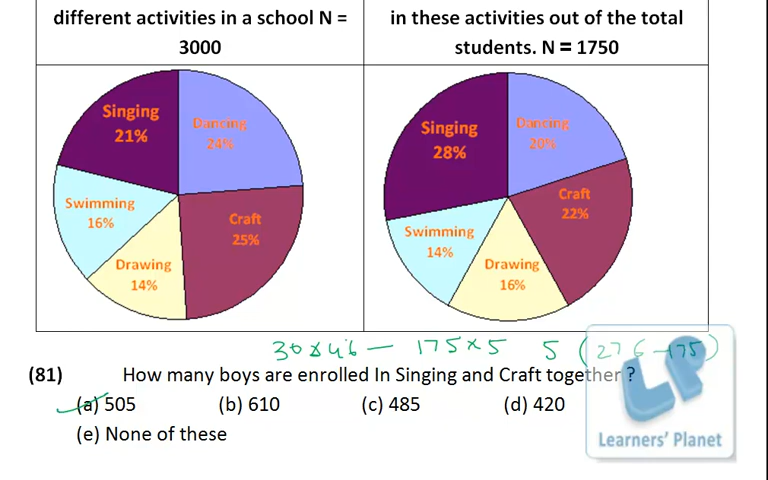 different activities in a school N = 3000
in these activities out of the total students. N = 1750
Singing
21%
Dancing
24%
Swimming
16%
Craft
25%
Drawing
14%
Singing
28%
Dancing
20%
Craft
22%
Swimming
14%
Drawing
16%
30 x 46 — 175 x 5 5 (276 - 175)
(81) How many boys are enrolled In Singing and Craft together ?
(a) 505 (b) 610 (c) 485 (d) 420
(e) None of these
LP
Learners' Planet